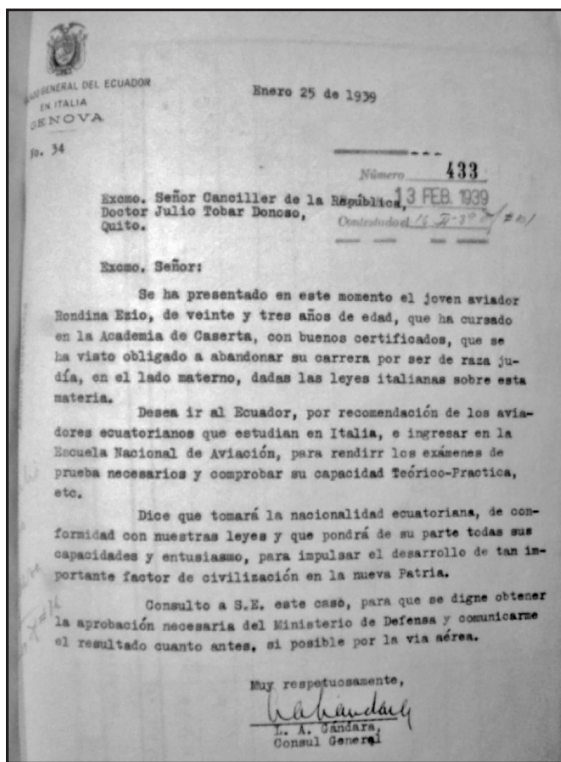 GENERAL DEL ECUADOR
EN ITALIA
GENOVA
No. 34
Enero 25 de 1939
Número 433
13 FEB. 1939
Contestado el 16
Excmo. Señor Canciller de la República,
Doctor Julio Tobar Donoso,
Quito.
Excmo. Señor:
Se ha presentado en este momento el joven aviador
Rondina Ezio, de veinte y tres años de edad, que ha cursado
en la Academia de Caserta, con buenos certificados, que se
ha visto obligado a abandonar su carrera por ser de raza ju-
día, en el lado materno, dadas las leyes italianas sobre esta
materia.
Desea ir al Ecuador, por recomendación de los avia-
dores ecuatorianos que estudian en Italia, e ingresar en la
Escuela Nacional de Aviación, para rendirr los exámenes de
prueba necesarios y comprobar su capacidad Teórico-Practica,
etc.
Dice que tomará la nacionalidad ecuatoriana, de con-
formidad con nuestras leyes y que pondrá de su parte todas sus
capacidades y entusiasmo, para impulsar el desarrollo de tan im-
portante factor de civilización en la nueva Patria.
Consulto a S.E. este caso, para que se digne obtener
la aprobación necesaria del Ministerio de Defensa y comunicarme
el resultado cuanto antes, si posible por la via aérea.
Muy respetuosamente,
L. A. Gándara,
Consul General